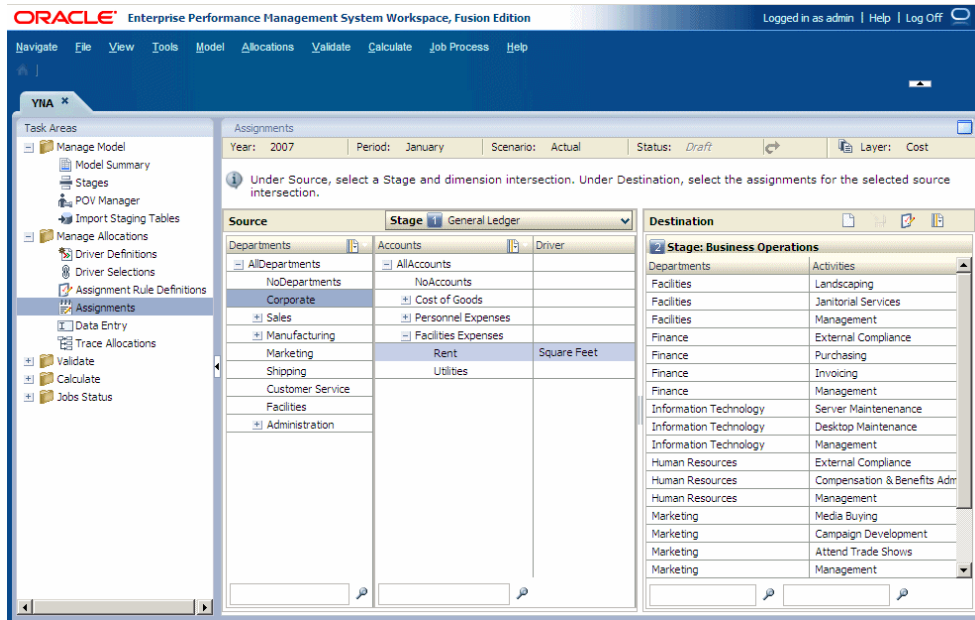 ORACLE® Enterprise Performance Management System Workspace, Fusion Edition
Logged in as admin | Help | Log Off
Navigate File View Tools Model Allocations Validate Calculate Job Process Help
YNA ×
Task Areas
Manage Model
Model Summary
Stages
POV Manager
Import Staging Tables
Manage Allocations
Driver Definitions
Driver Selections
Assignment Rule Definitions
Assignments
Data Entry
Trace Allocations
Validate
Calculate
Jobs Status
Assignments
Year: 2007 Period: January Scenario: Actual Status: Draft Layer: Cost
Under Source, select a Stage and dimension intersection. Under Destination, select the assignments for the selected source
intersection.
Source Stage 1 General Ledger
Departments Accounts Driver
AllDepartments AllAccounts
NoDepartments NoAccounts
Corporate Cost of Goods
Sales Personnel Expenses
Manufacturing Facilities Expenses
Marketing Rent Square Feet
Shipping Utilities
Customer Service
Facilities
Administration
Destination
2 Stage: Business Operations
Departments Activities
Facilities Landscaping
Facilities Janitorial Services
Facilities Management
Finance External Compliance
Finance Purchasing
Finance Invoicing
Finance Management
Information Technology Server Maintenenance
Information Technology Desktop Maintenance
Information Technology Management
Human Resources External Compliance
Human Resources Compensation & Benefits Adm
Human Resources Management
Marketing Media Buying
Marketing Campaign Development
Marketing Attend Trade Shows
Marketing Management